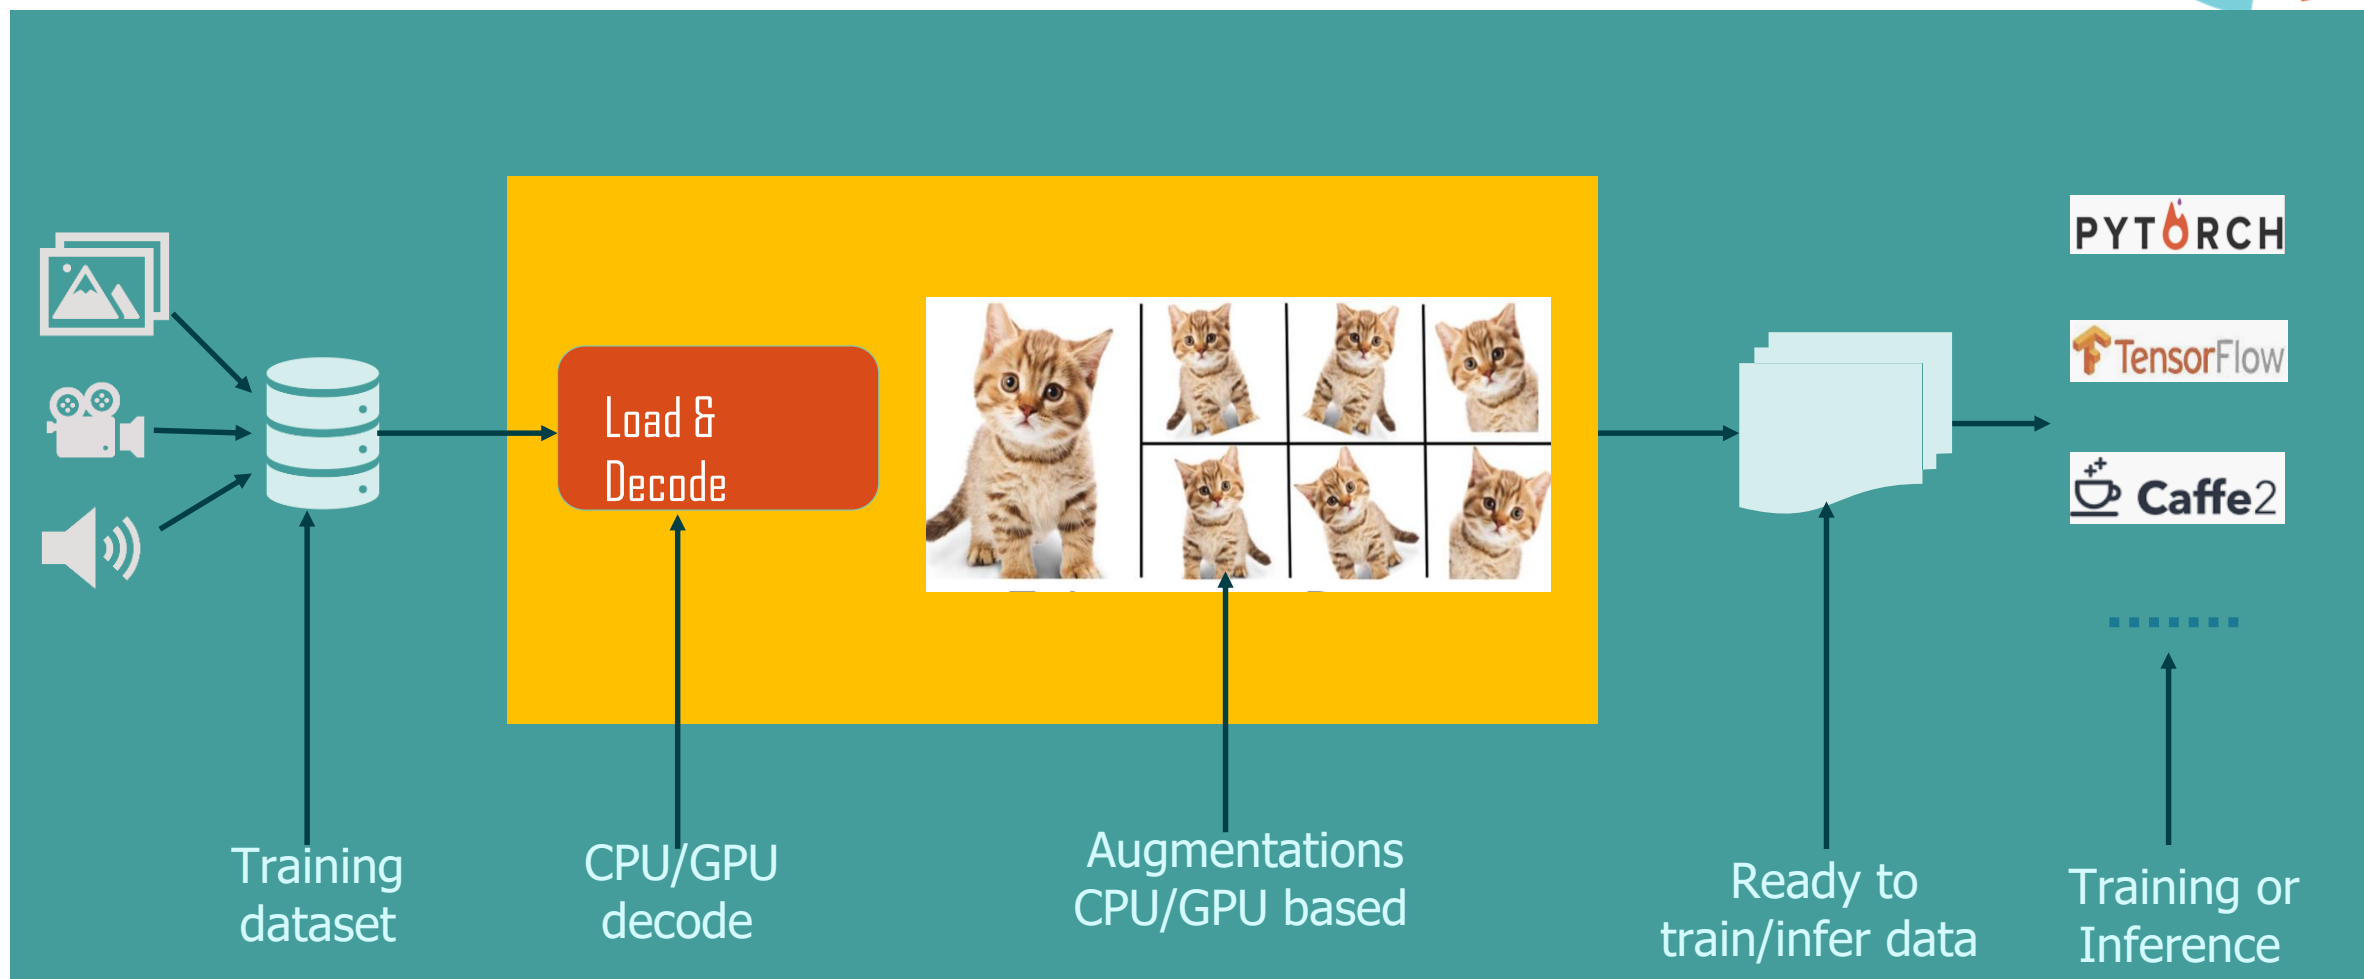 PYTORCH
TensorFlow
Caffe2
Load &
Decode
Training
dataset
CPU/GPU
decode
Augmentations
CPU/GPU based
Ready to
train/infer data
Training or
Inference